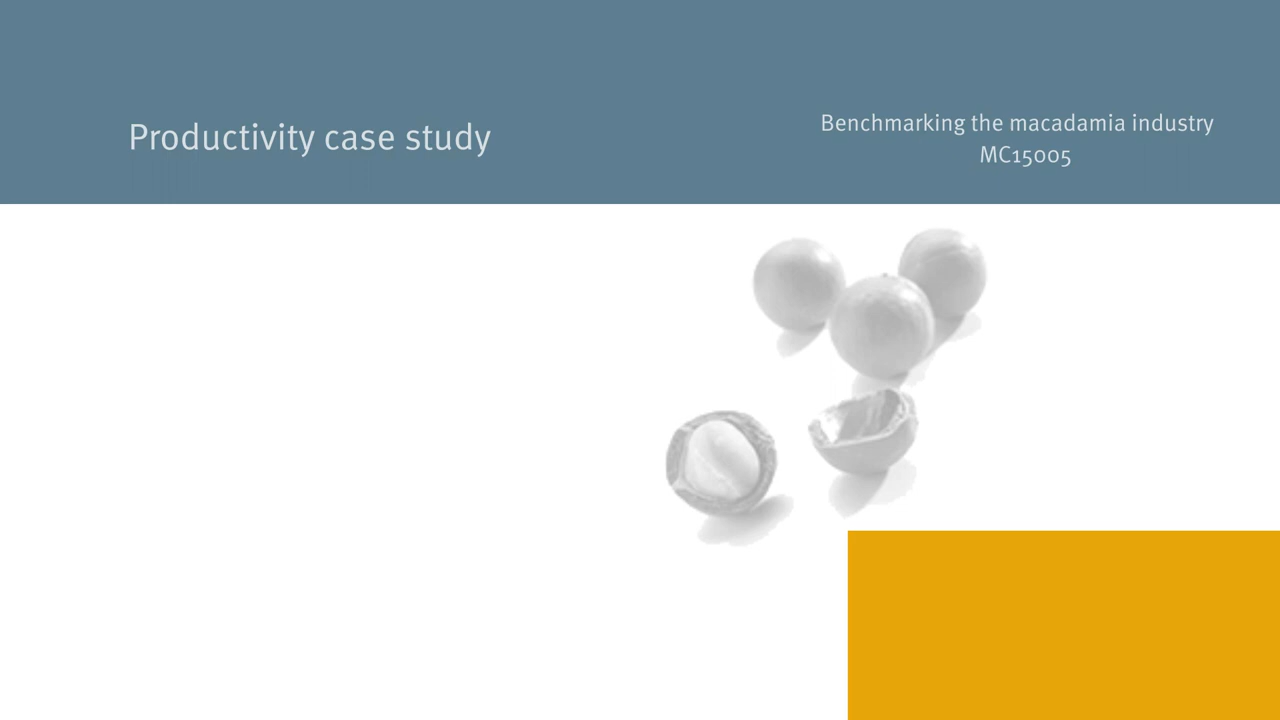 Productivity case study
Benchmarking the macadamia industry
MC15005